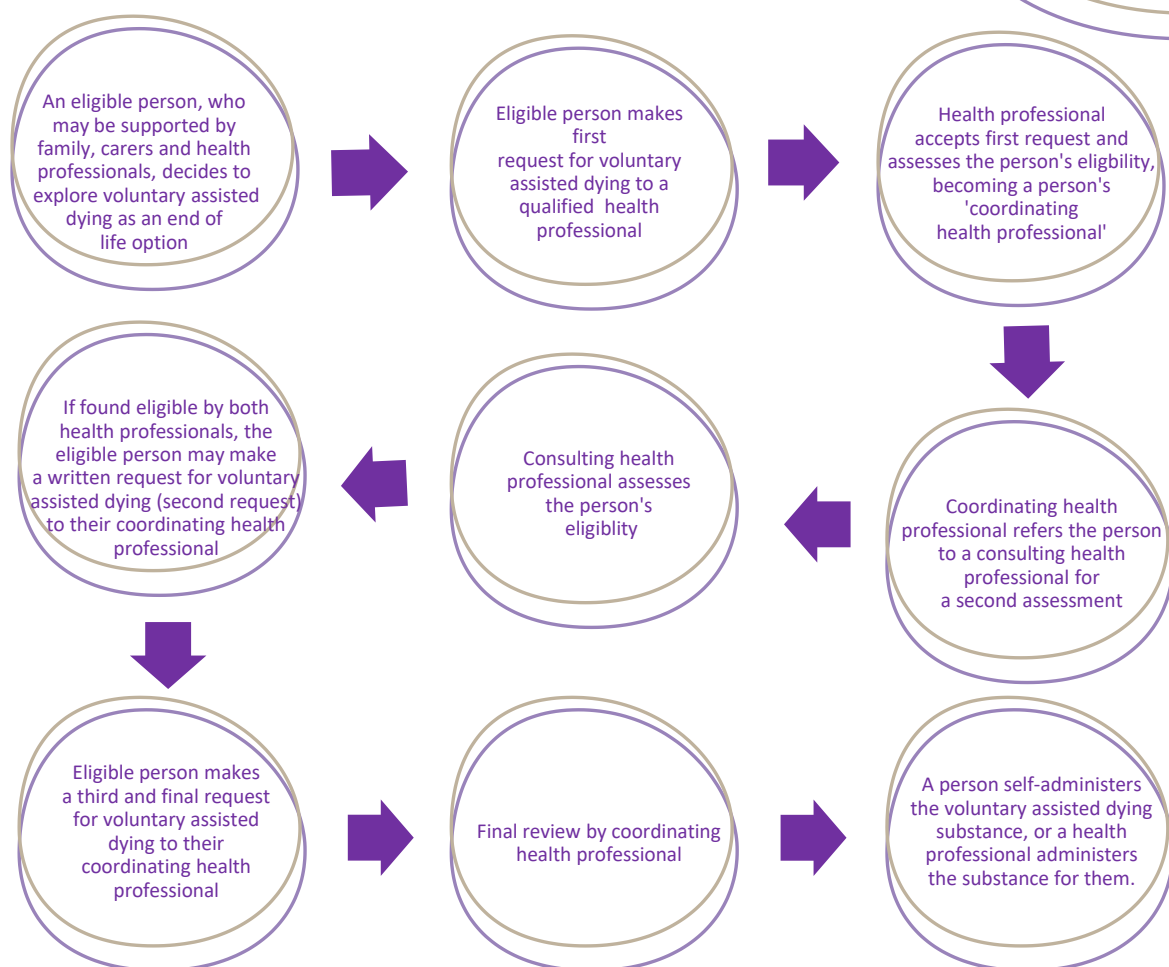 An eligible person, who
may be supported by
family, carers and health
professionals, decides to
explore voluntary assisted
dying as an end of
life option
Eligible person makes
first
request for voluntary
assisted dying to a
qualified health
professional
Health professional
accepts first request and
assesses the person's eligbility,
becoming a person's
'coordinating
health professional'
Coordinating health
professional refers the person
to a consulting health
professional for
a second assessment
Consulting health
professional assesses
the person's
eligiblity
If found eligible by both
health professionals, the
eligible person may make
a written request for voluntary
assisted dying (second request)
to their coordinating health
professional
Eligible person makes
a third and final request
for voluntary assisted
dying to their
coordinating health
professional
Final review by coordinating
health professional
A person self-administers
the voluntary assisted dying
substance, or a health
professional administers
the substance for them.